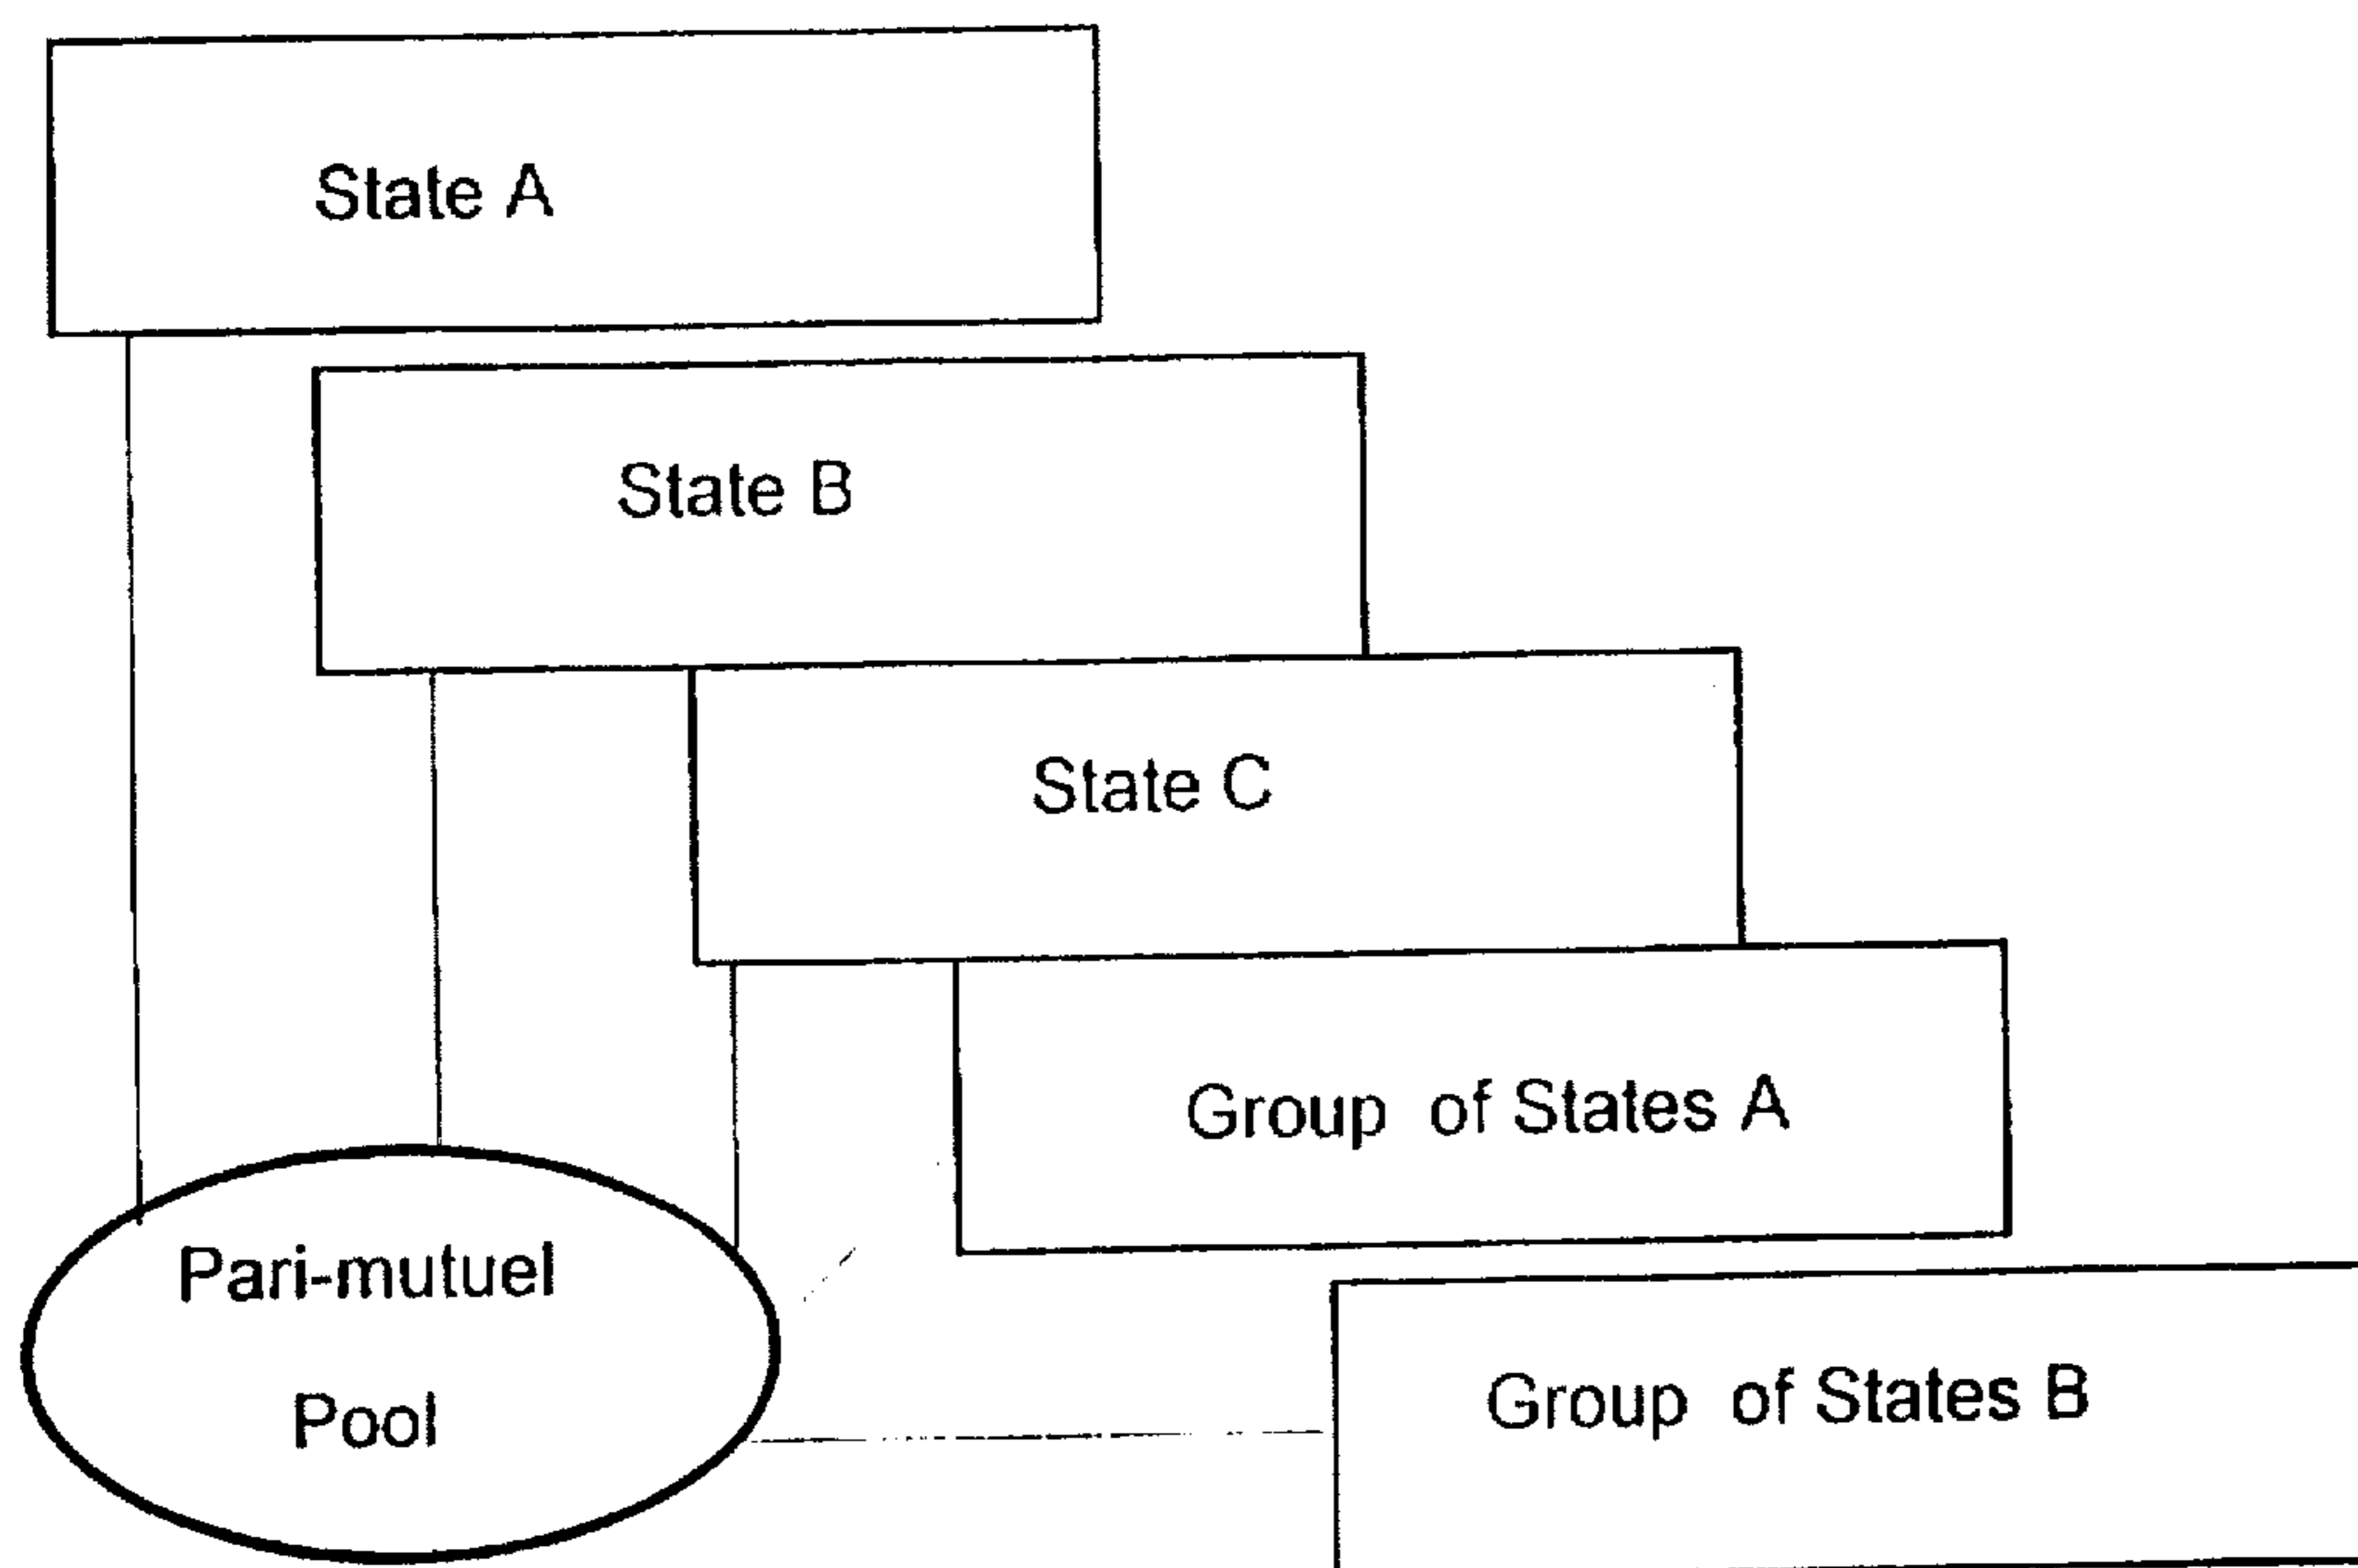 State A
State B
State C
Group of States A
Pari-mutuel
Pool
Group of States B